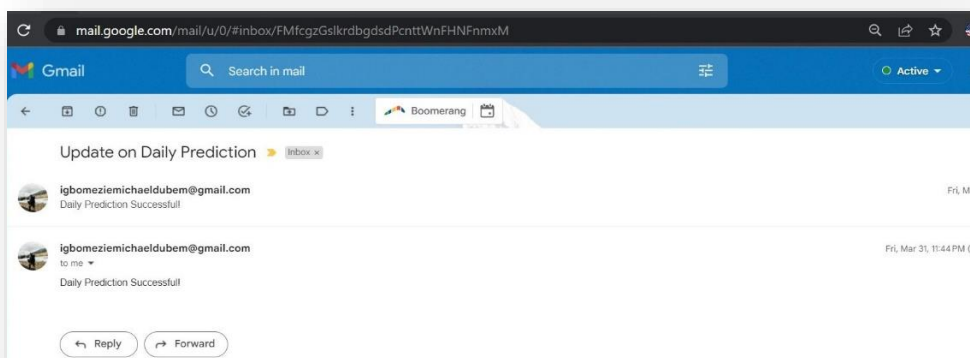 mail.google.com/mail/u/0/#inbox/FMfcgzGslkrdbgdsdPcnttWnFHNFnmxM
Gmail
Search in mail
Active
Boomerang
Update on Daily Prediction
Inbox ×
igbomeziemichaeldubem@gmail.com
Fri, M
Daily Prediction Successful!
igbomeziemichaeldubem@gmail.com
Fri, Mar 31, 11:44 PM (
to me
Daily Prediction Successful!
Reply
Forward